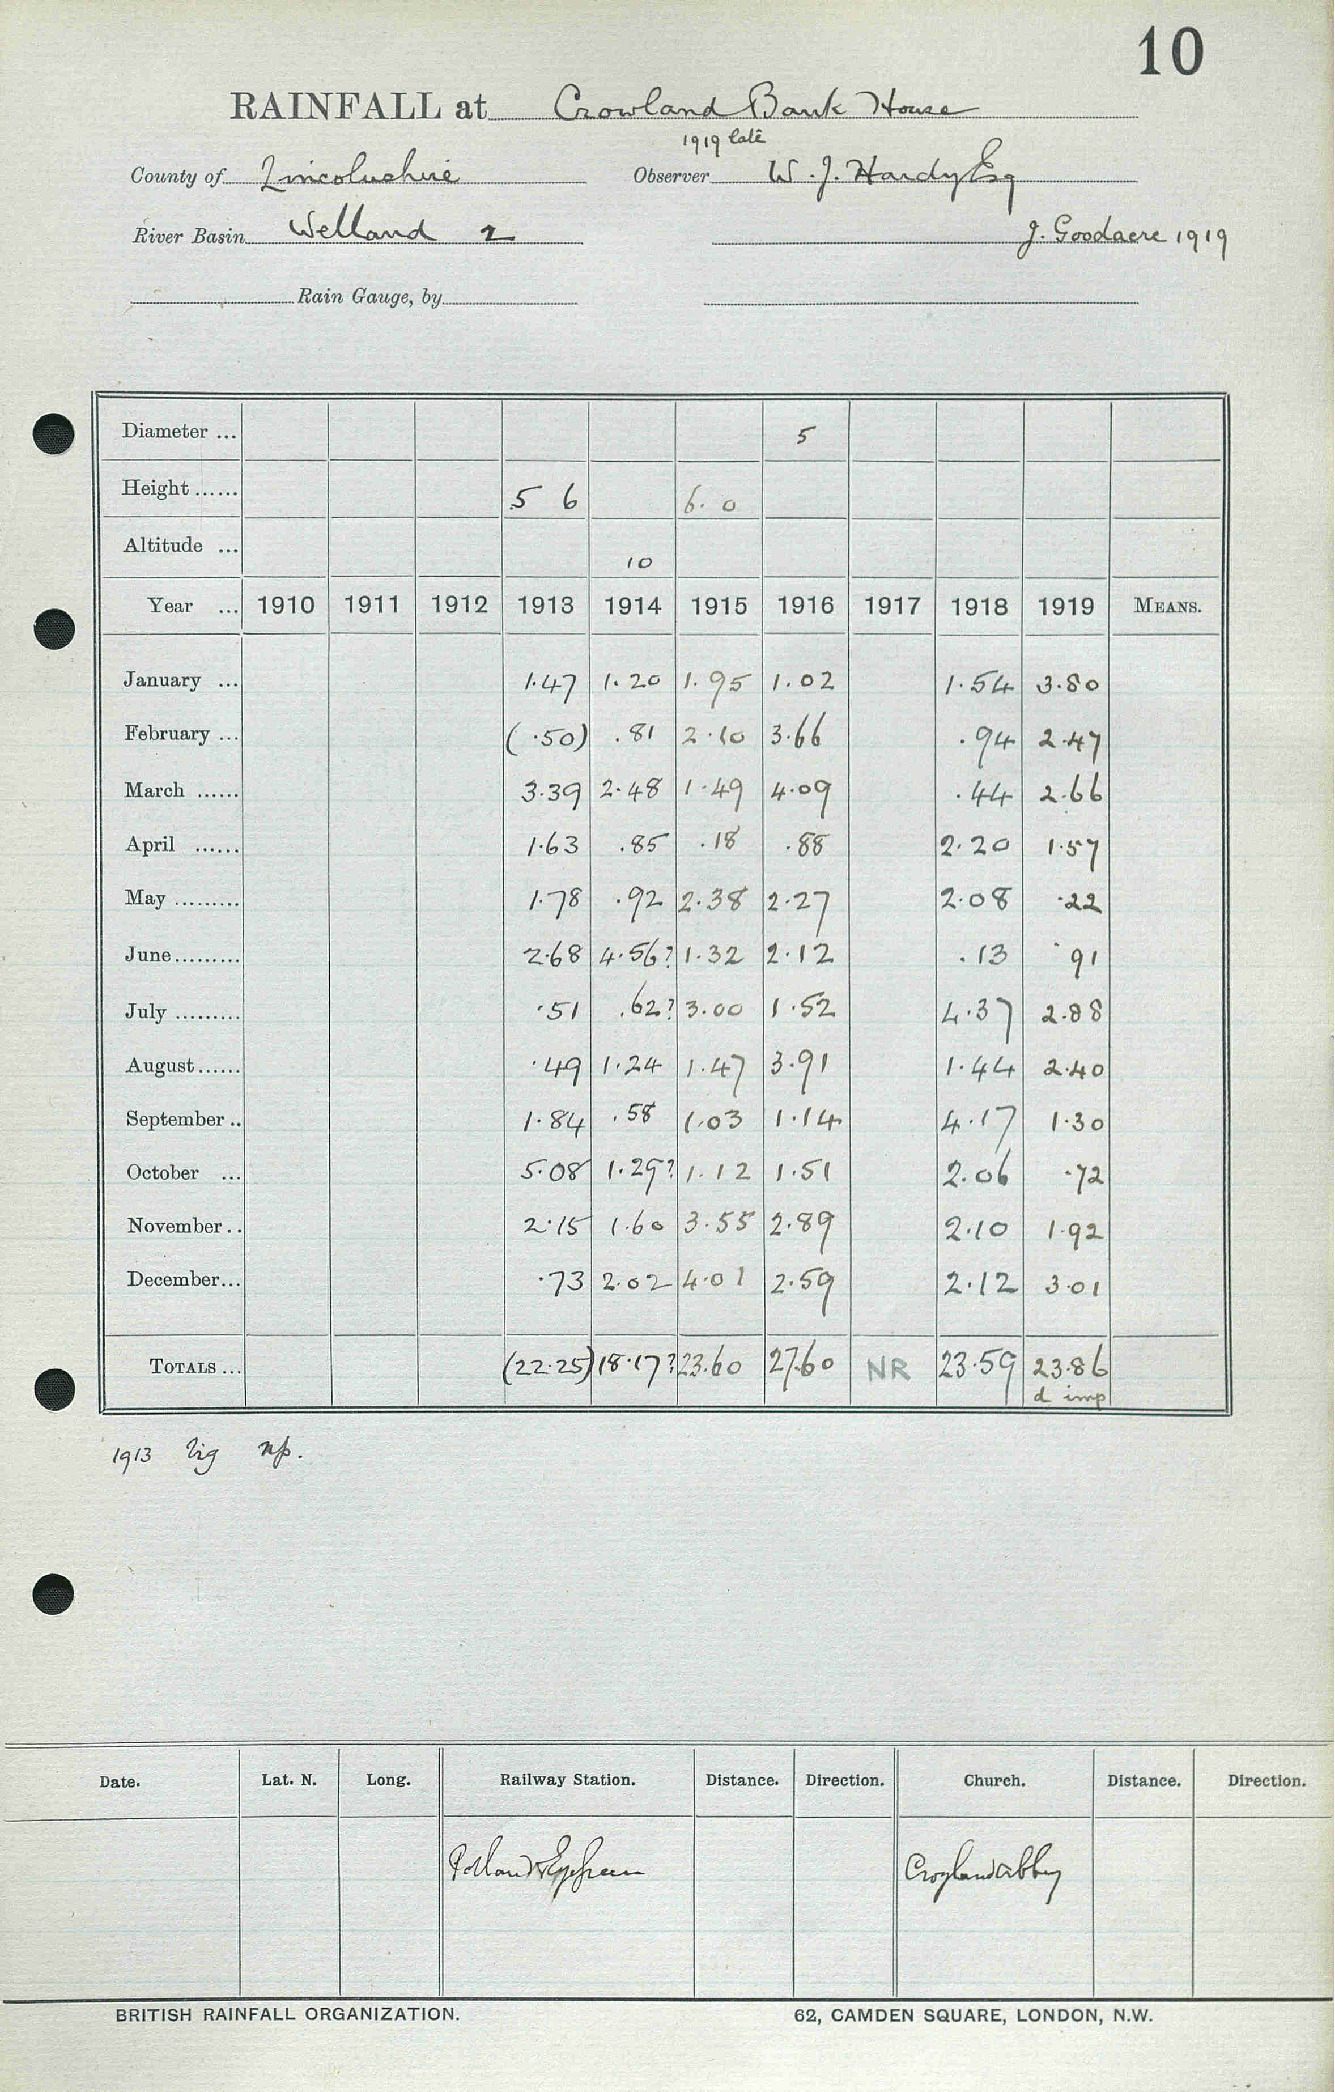 10
RAINFALL at Crowland Bank House
1919 late
County of Lincolnshire Observer W. J. Hardy Esq
River Basin Welland 2 J. Goodacre 1919
Rain Gauge, by
Diameter ... 5
Height ...... 5 6 6. 0
Altitude ... 10
Year ... 1910 1911 1912 1913 1914 1915 1916 1917 1918 1919 MEANS.
January ... 1.47 1.20 1.95 1.02 1.54 3.80
February ... (.50) .81 2.10 3.66 .94 2.47
March ...... 3.39 2.48 1.49 4.09 .44 2.66
April ...... 1.63 .85 .18 .88 2.20 1.57
May ......... 1.78 .92 2.38 2.27 2.08 .22
June ......... 2.68 4.56? 1.32 2.12 .13 .91
July ......... .51 .62? 3.00 1.52 4.37 2.88
August ...... .49 1.24 1.47 3.91 1.44 2.40
September .. 1.84 .58 1.03 1.14 4.17 1.30
October ... 5.08 1.29? 1.12 1.51 2.06 .72
November .. 2.15 1.60 3.55 2.89 2.10 1.92
December ... .73 2.02 4.01 2.59 2.12 3.01
TOTALS ... (22.25) 18.17? 23.60 27.60 NR 23.59 23.86
d imp
1913 np.
Date. Lat. N. Long. Railway Station. Distance. Direction. Church. Distance. Direction.
Croyland Abbey
BRITISH RAINFALL ORGANIZATION. 62, CAMDEN SQUARE, LONDON, N.W.